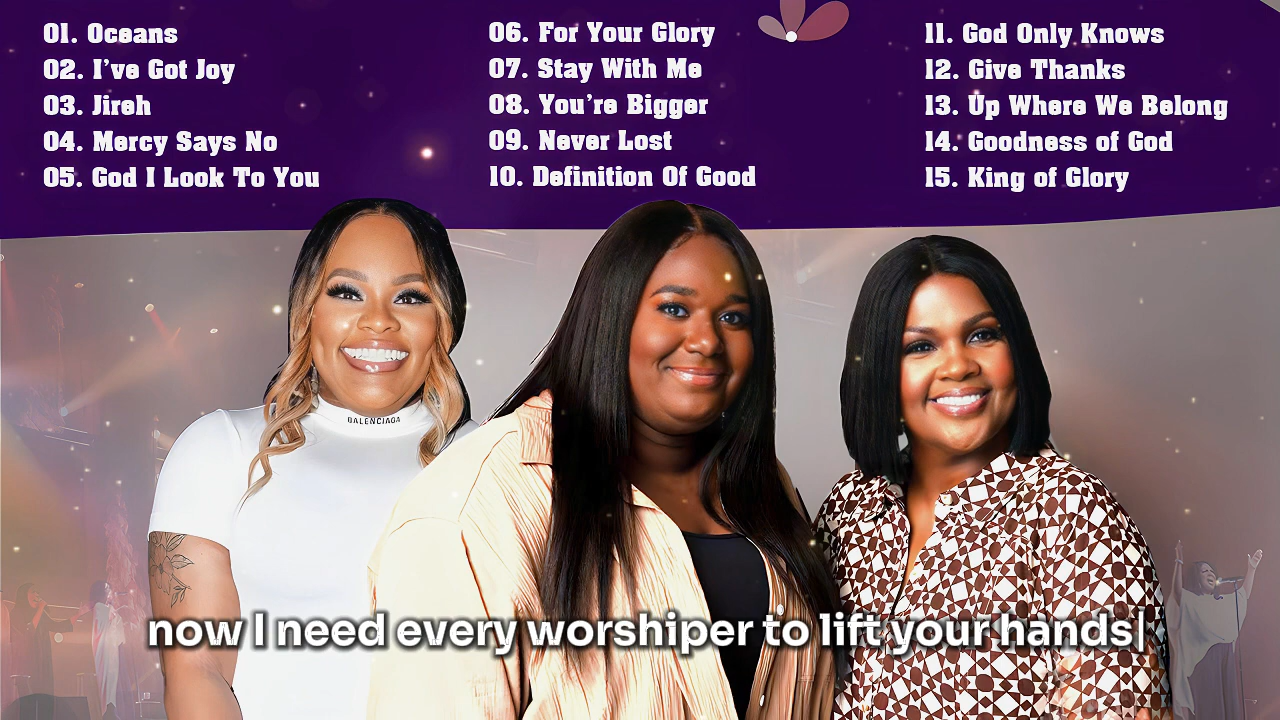 01. Oceans
02. I've Got Joy
03. Jireh
04. Mercy Says No
05. God I Look To You
06. For Your Glory
07. Stay With Me
08. You're Bigger
09. Never Lost
10. Definition Of Good
11. God Only Knows
12. Give Thanks
13. Up Where We Belong
14. Goodness of God
15. King of Glory
BALENCIAGA
now I need every worshiper to lift your hands|